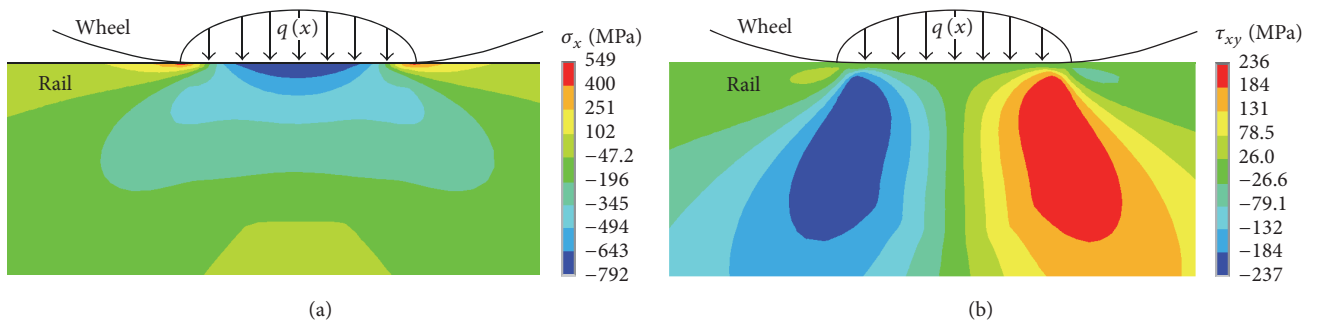 Wheel
q(x)
Rail
σx (MPa)
549
400
251
102
−47.2
−196
−345
−494
−643
−792
(a)
Wheel
q(x)
Rail
τxy (MPa)
236
184
131
78.5
26.0
−26.6
−79.1
−132
−184
−237
(b)